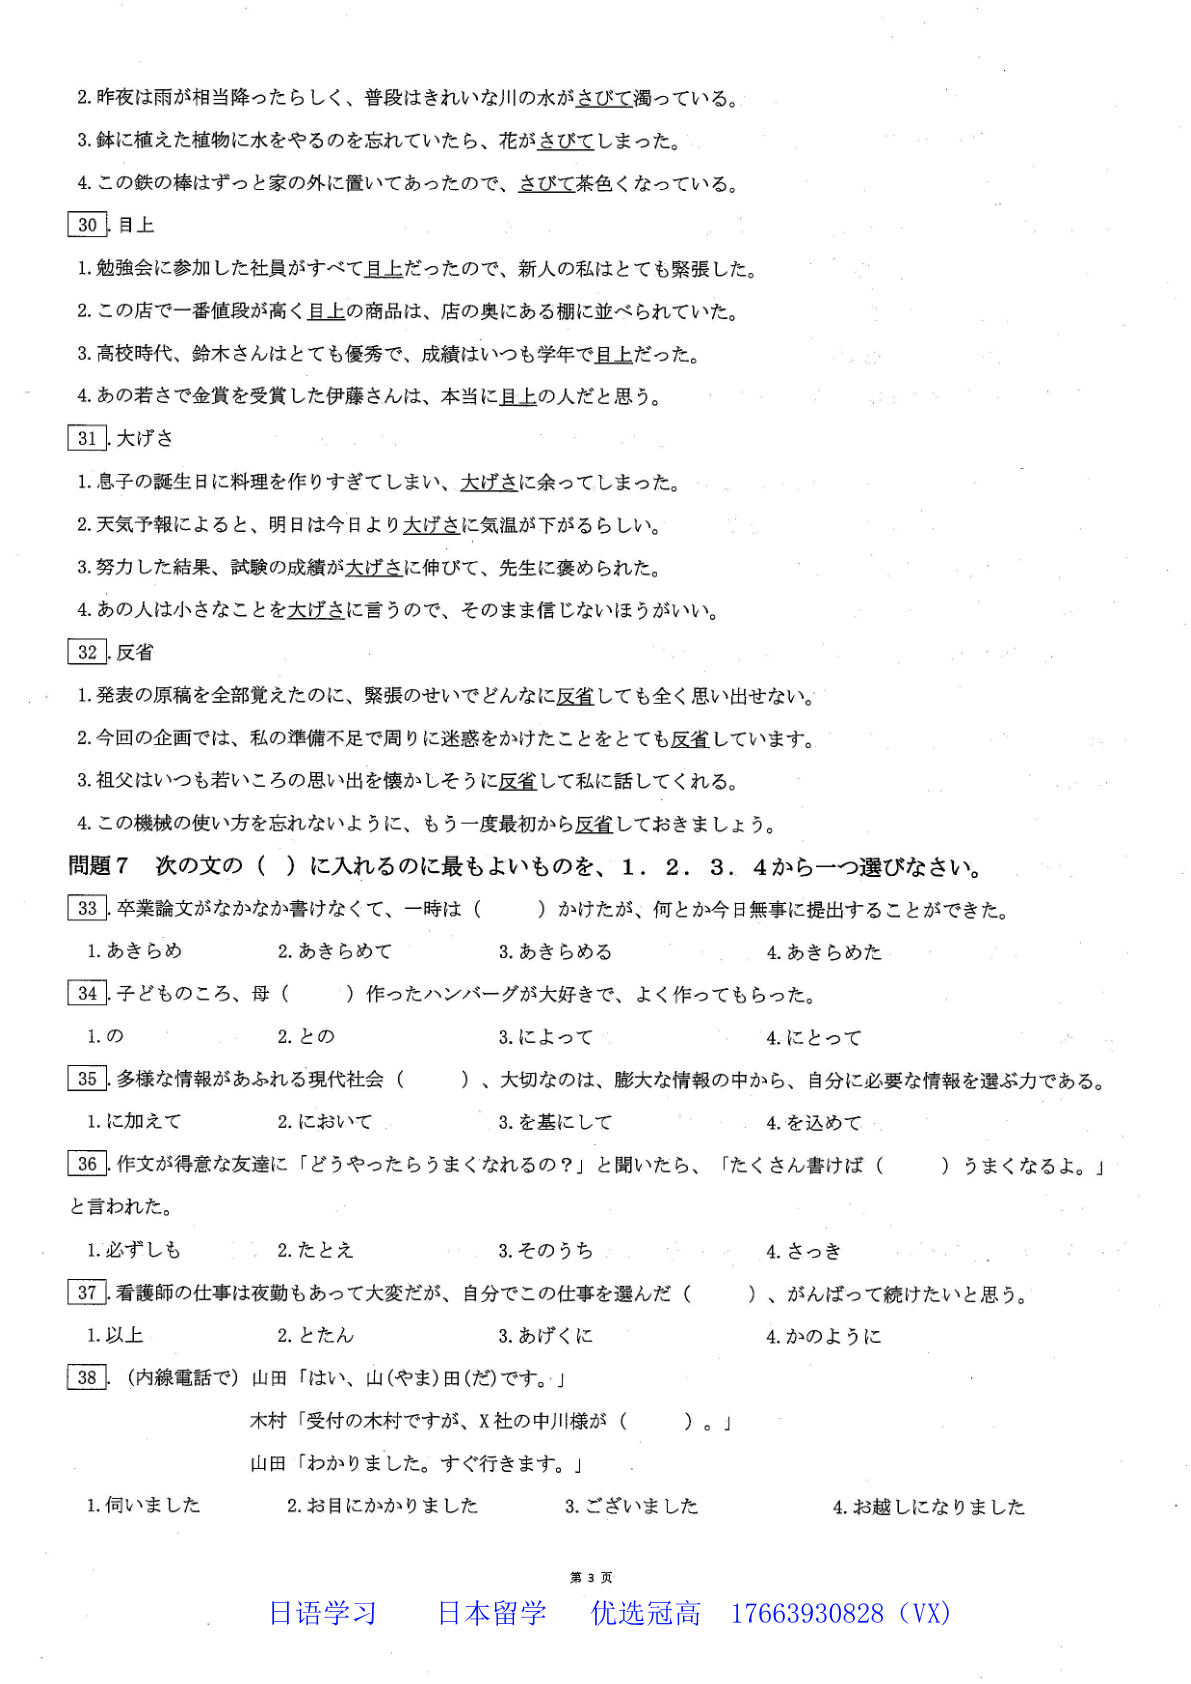 2.昨夜は雨が相当降ったらしく、普段はきれいな川の水がさびて濁っている。
3.鉢に植えた植物に水をやるのを忘れていたら、花がさびてしまった。
4.この鉄の棒はずっと家の外に置いてあったので、さびて茶色くなっている。
30.目上
1.勉強会に参加した社員がすべて目上だったので、新人の私はとても緊張した。
2.この店で一番値段が高く目上の商品は、店の奥にある棚に並べられていた。
3.高校時代、鈴木さんはとても優秀で、成績はいつも学年で目上だった。
4.あの若さで金賞を受賞した伊藤さんは、本当に目上の人だと思う。
31.大げさ
1.息子の誕生日に料理を作りすぎてしまい、大げさに余ってしまった。
2.天気予報によると、明日は今日より大げさに気温が下がるらしい。
3.努力した結果、試験の成績が大げさに伸びて、先生に褒められた。
4.あの人は小さなことを大げさに言うので、そのまま信じないほうがいい。
32.反省
1.発表の原稿を全部覚えたのに、緊張のせいでどんなに反省しても全く思い出せない。
2.今回の企画では、私の準備不足で周りに迷惑をかけたことをとても反省しています。
3.祖父はいつも若いころの思い出を懐かしそうに反省して私に話してくれる。
4.この機械の使い方を忘れないように、もう一度最初から反省しておきましょう。
問題７　次の文の（　）に入れるのに最もよいものを、１．２．３．４から一つ選びなさい。
33.卒業論文がなかなか書けなくて、一時は（　　　）かけたが、何とか今日無事に提出することができた。
1.あきらめ　2.あきらめて　3.あきらめる　4.あきらめた
34.子どものころ、母（　　　）作ったハンバーグが大好きで、よく作ってもらった。
1.の　2.との　3.によって　4.にとって
35.多様な情報があふれる現代社会（　　　）、大切なのは、膨大な情報の中から、自分に必要な情報を選ぶ力である。
1.に加えて　2.において　3.を基にして　4.を込めて
36.作文が得意な友達に「どうやったらうまくなれるの？」と聞いたら、「たくさん書けば（　　　）うまくなるよ。」
と言われた。
1.必ずしも　2.たとえ　3.そのうち　4.さっき
37.看護師の仕事は夜勤もあって大変だが、自分でこの仕事を選んだ（　　　）、がんばって続けたいと思う。
1.以上　2.とたん　3.あげくに　4.かのように
38.（内線電話で）山田「はい、山(やま)田(だ)です。」
木村「受付の木村ですが、X社の中川様が（　　　）。」
山田「わかりました。すぐ行きます。」
1.伺いました　2.お目にかかりました　3.ございました　4.お越しになりました
第 3 页
日语学习　日本留学　优选冠高　17663930828（VX）